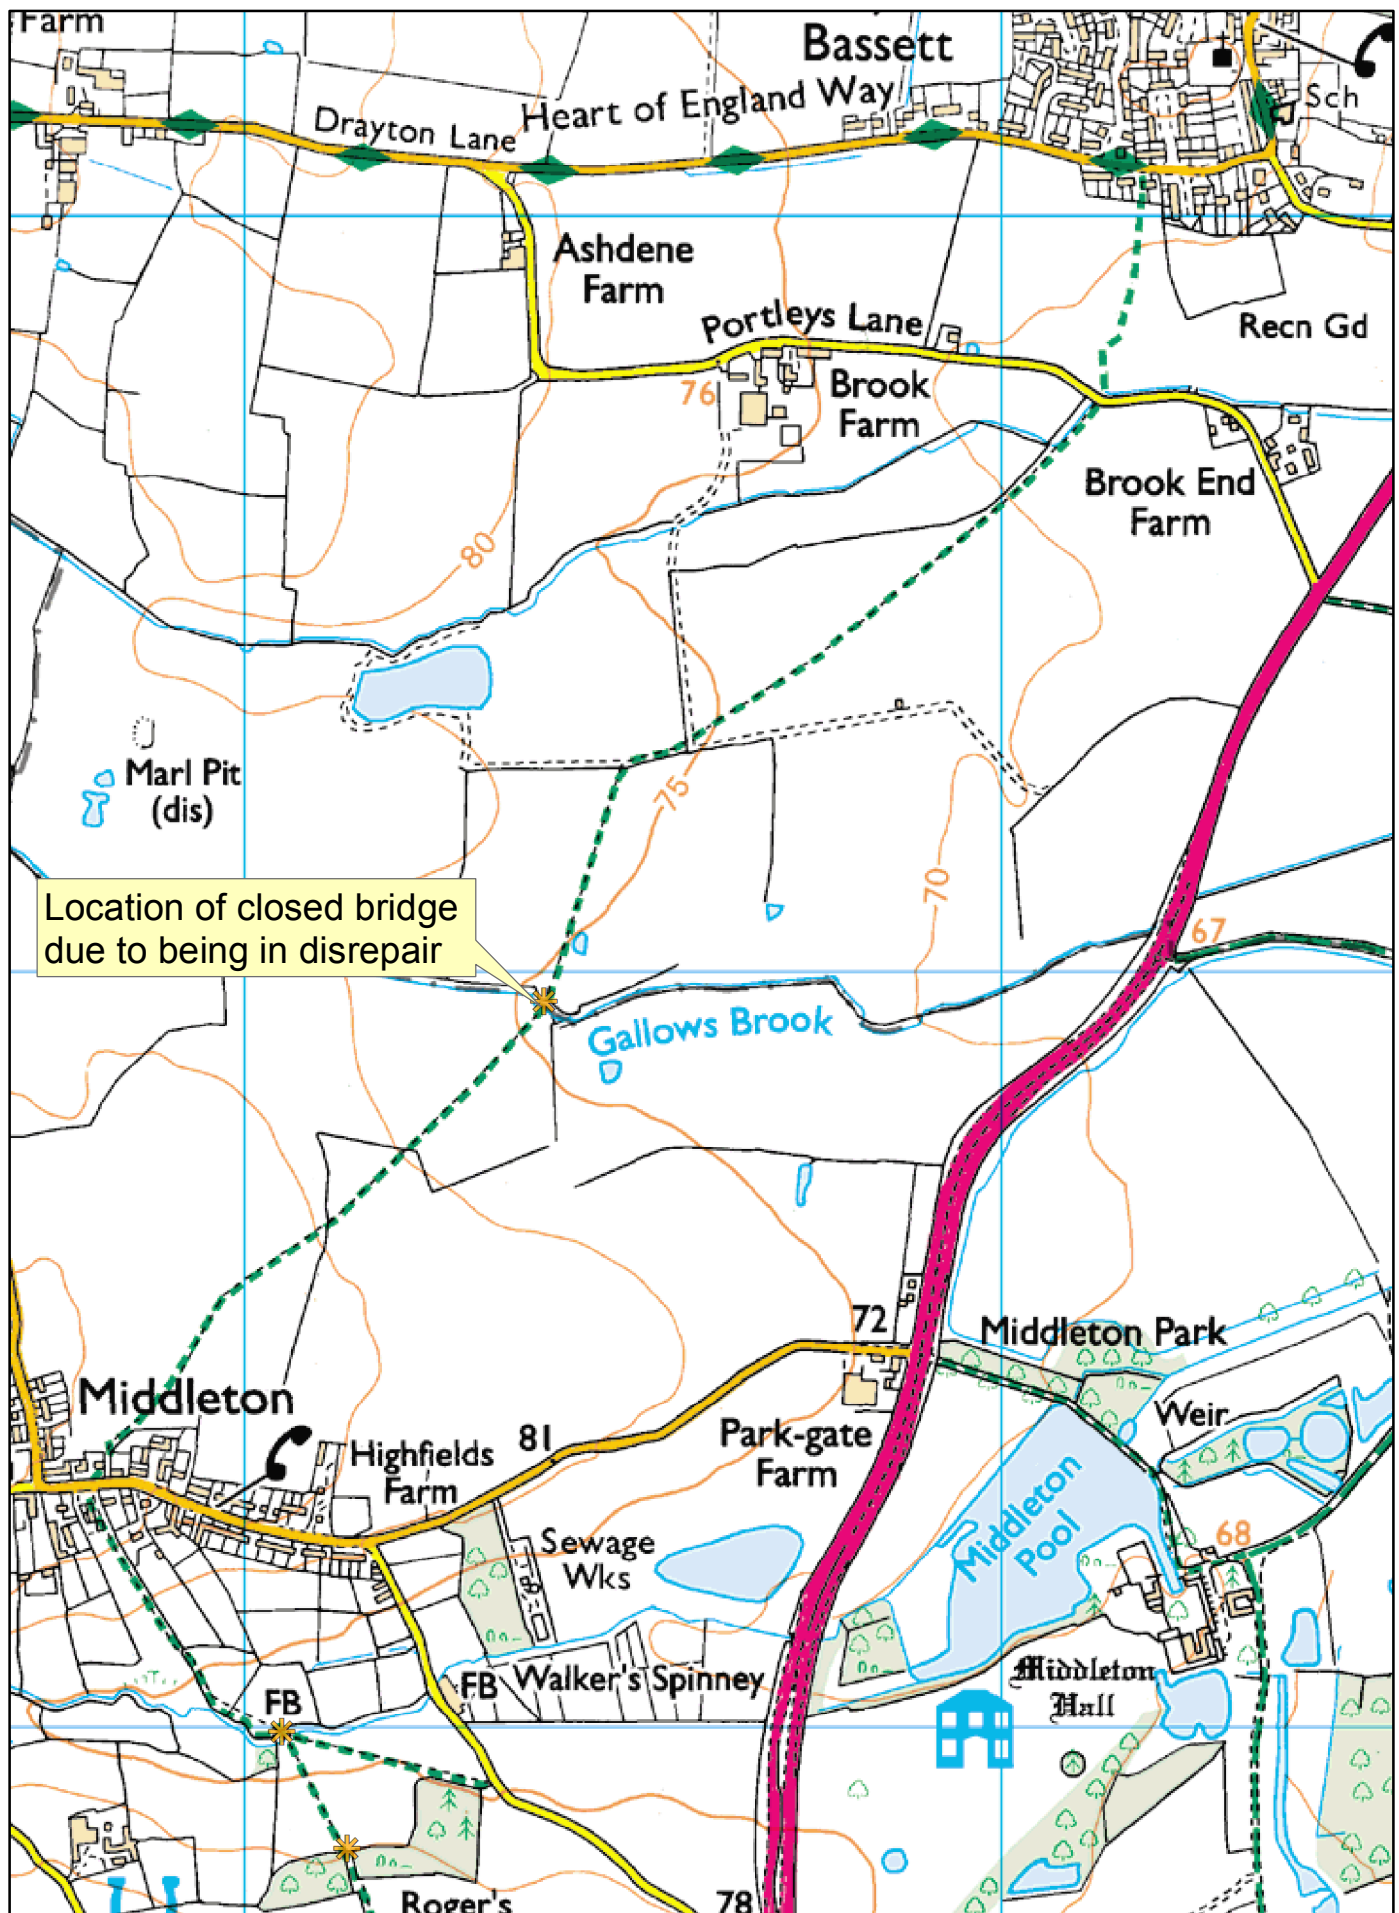 Farm
Bassett
Sch
Drayton Lane
Heart of England Way
Ashdene
Farm
Recn Gd
Portleys Lane
76
Brook
Farm
Brook End
Farm
80
Marl Pit
(dis)
75
70
67
Location of closed bridge
due to being in disrepair
Gallows Brook
72
Middleton Park
Middleton
Weir
81
Park-gate
Farm
Highfields
Farm
Middleton
Pool
Sewage
Wks
68
FB
FB
Walker's Spinney
Middleton
Hall
Roger's
78